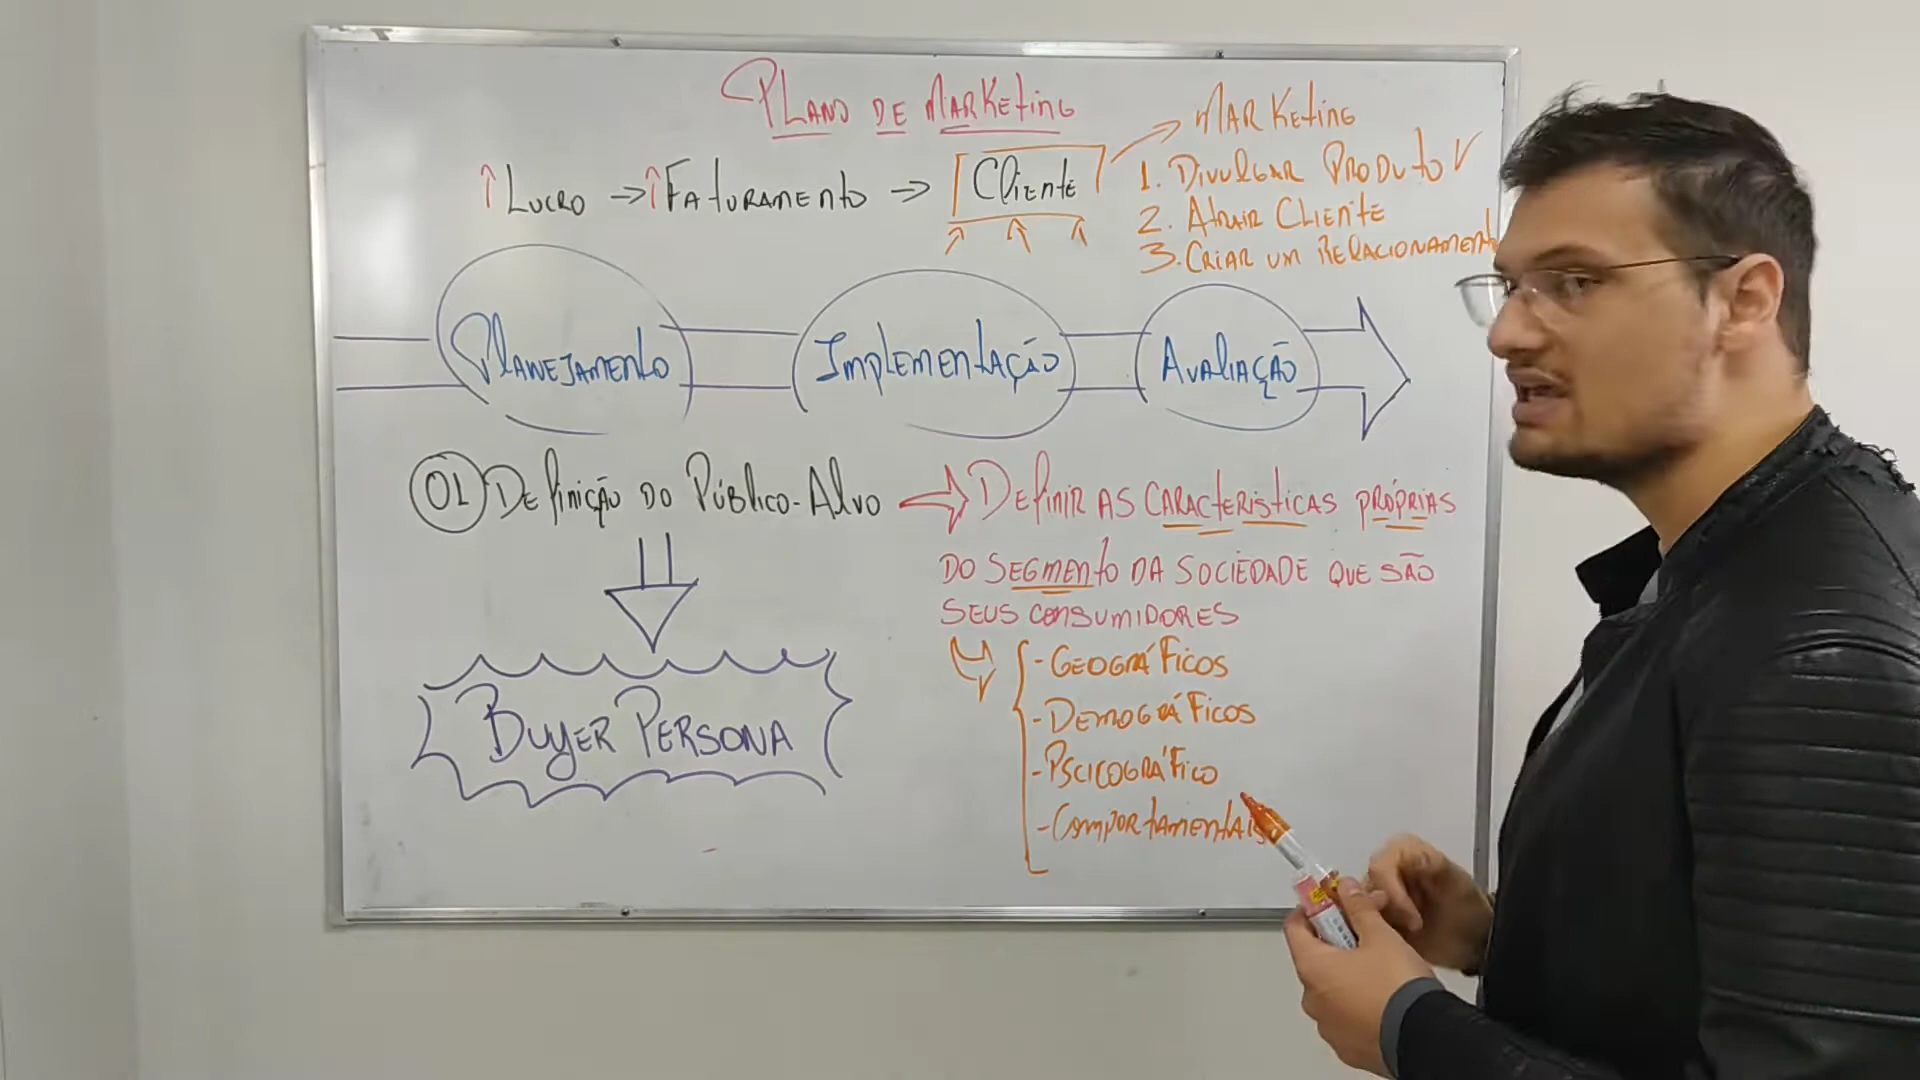 PLANO DE MARKETING
↑LUCRO → ↑FATURAMENTO → CLIENTE
MARKETING
1. DIVULGAR PRODUTO ✓
2. ATRAIR CLIENTE
3. CRIAR UM RELACIONAMENT
PLANEJAMENTO
IMPLEMENTAÇÃO
AVALIAÇÃO
01 DEFINIÇÃO DO PÚBLICO-ALVO
DEFINIR AS CARACTERÍSTICAS PRÓPRIAS
DO SEGMENTO DA SOCIEDADE QUE SÃO
SEUS CONSUMIDORES
- GEOGRÁFICOS
- DEMOGRÁFICOS
- PSCICOGRÁFICO
- COMPORTAMENTAIS
BUYER PERSONA